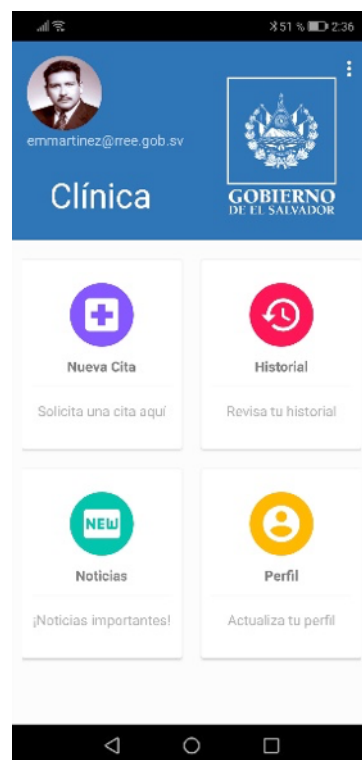 51 % 2:36
emmartinez@rree.gob.sv
Clínica
GOBIERNO
DE EL SALVADOR
Nueva Cita
Historial
Solicita una cita aquí
Revisa tu historial
NEW
Noticias
Perfil
¡Noticias importantes!
Actualiza tu perfil